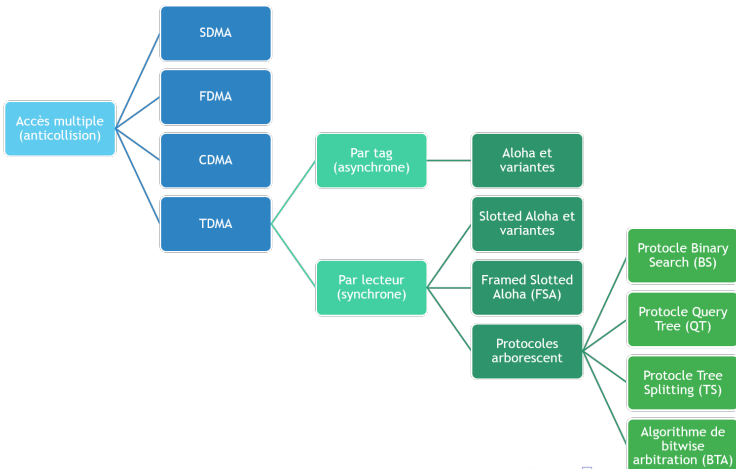 SDMA
FDMA
Accès multiple
(anticollision)
CDMA
TDMA
Par tag
(asynchrone)
Par lecteur
(synchrone)
Aloha et
variantes
Slotted Aloha et
variantes
Framed Slotted
Aloha (FSA)
Protocoles
arborescent
Protocle Binary
Search (BS)
Protocle Query
Tree (QT)
Protocle Tree
Splitting (TS)
Algorithme de
bitwise
arbitration (BTA)